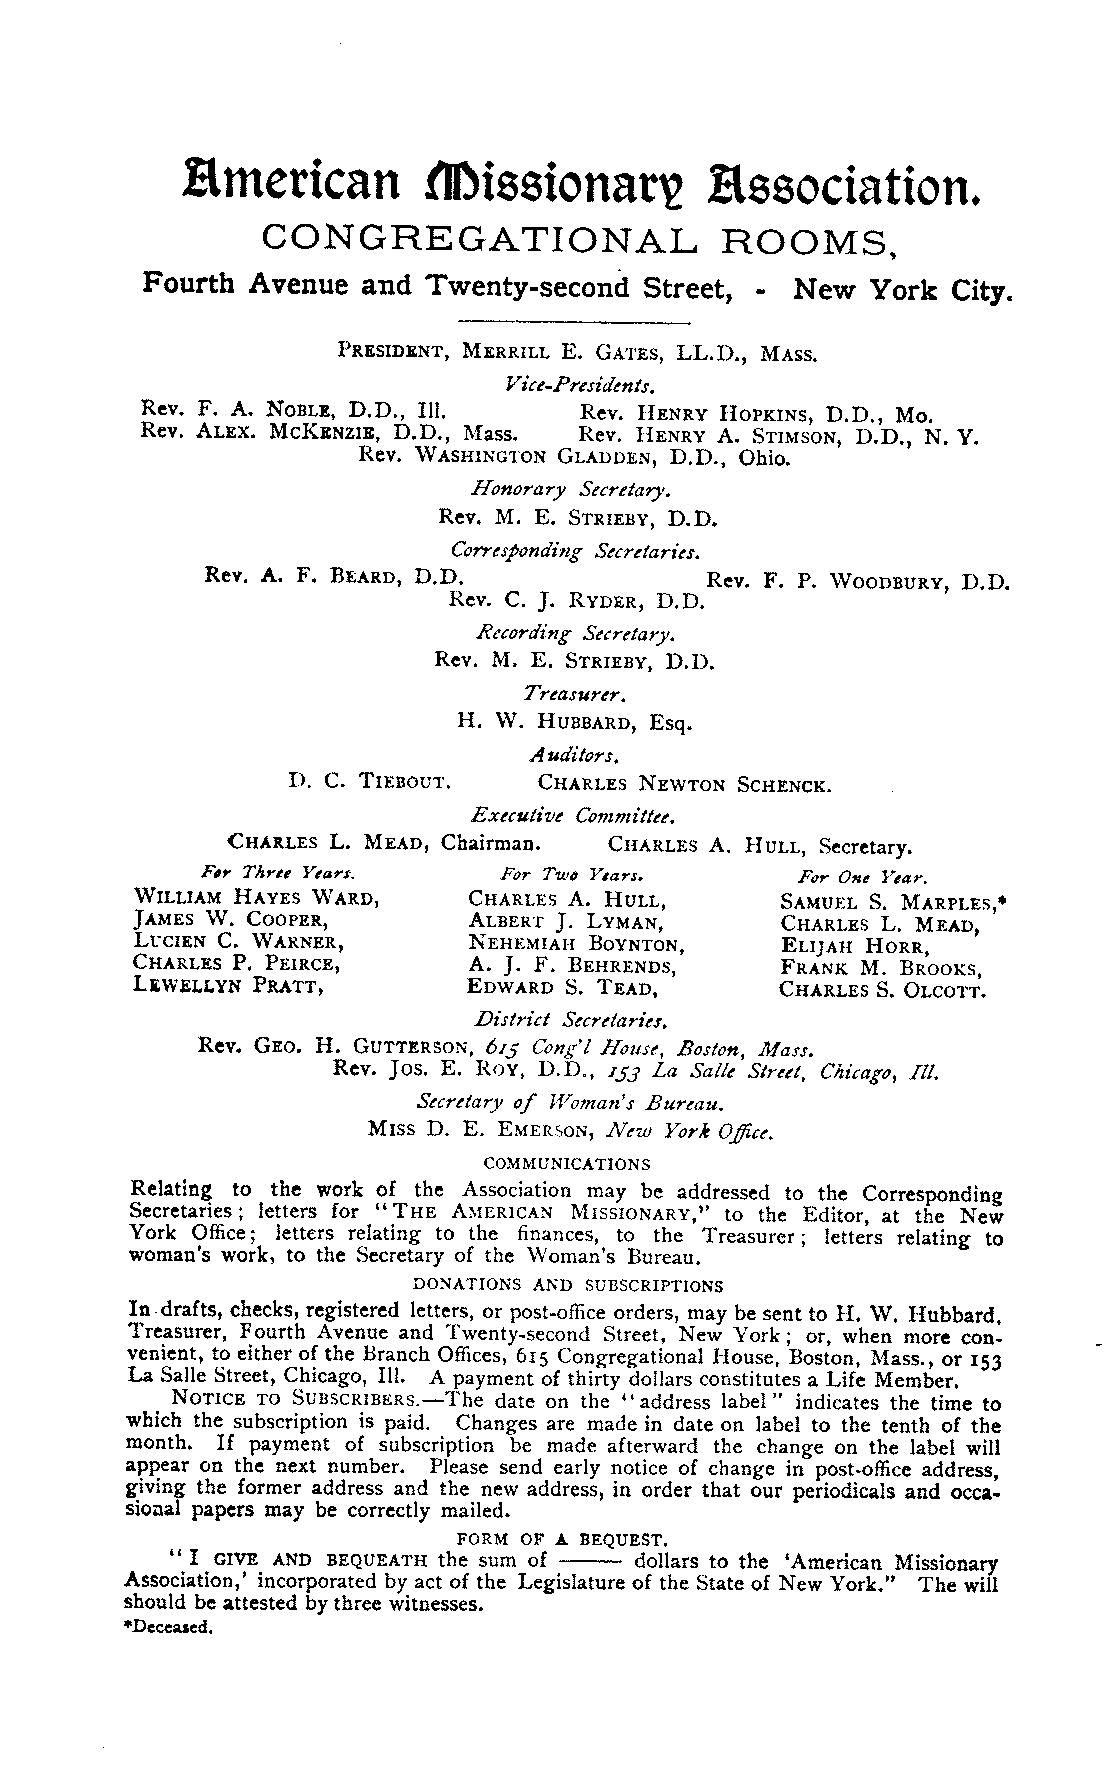 American Missionary Association.
CONGREGATIONAL ROOMS,
Fourth Avenue and Twenty-second Street, - New York City.
PRESIDENT, MERRILL E. GATES, LL.D., MASS.
Vice-Presidents.
Rev. F. A. NOBLE, D.D., Ill. Rev. HENRY HOPKINS, D.D., Mo.
Rev. ALEX. MCKENZIE, D.D., Mass. Rev. HENRY A. STIMSON, D.D., N. Y.
Rev. WASHINGTON GLADDEN, D.D., Ohio.
Honorary Secretary.
Rev. M. E. STRIEBY, D.D.
Corresponding Secretaries.
Rev. A. F. BEARD, D.D. Rev. F. P. WOODBURY, D.D.
Rev. C. J. RYDER, D.D.
Recording Secretary.
Rev. M. E. STRIEBY, D.D.
Treasurer.
H. W. HUBBARD, Esq.
Auditors.
D. C. TIEBOUT. CHARLES NEWTON SCHENCK.
Executive Committee.
CHARLES L. MEAD, Chairman. CHARLES A. HULL, Secretary.
For Three Years. For Two Years. For One Year.
WILLIAM HAYES WARD, CHARLES A. HULL, SAMUEL S. MARPLES,*
JAMES W. COOPER, ALBERT J. LYMAN, CHARLES L. MEAD,
LUCIEN C. WARNER, NEHEMIAH BOYNTON, ELIJAH HORR,
CHARLES P. PEIRCE, A. J. F. BEHRENDS, FRANK M. BROOKS,
LEWELLYN PRATT, EDWARD S. TEAD, CHARLES S. OLCOTT.
District Secretaries.
Rev. GEO. H. GUTTERSON, 615 Cong'l House, Boston, Mass.
Rev. JOS. E. ROY, D.D., 153 La Salle Street, Chicago, Ill.
Secretary of Woman's Bureau.
MISS D. E. EMERSON, New York Office.
COMMUNICATIONS
Relating to the work of the Association may be addressed to the Corresponding
Secretaries; letters for "THE AMERICAN MISSIONARY," to the Editor, at the New
York Office; letters relating to the finances, to the Treasurer; letters relating to
woman's work, to the Secretary of the Woman's Bureau.
DONATIONS AND SUBSCRIPTIONS
In drafts, checks, registered letters, or post-office orders, may be sent to H. W. Hubbard,
Treasurer, Fourth Avenue and Twenty-second Street, New York; or, when more con-
venient, to either of the Branch Offices, 615 Congregational House, Boston, Mass., or 153
La Salle Street, Chicago, Ill. A payment of thirty dollars constitutes a Life Member.
NOTICE TO SUBSCRIBERS.—The date on the "address label" indicates the time to
which the subscription is paid. Changes are made in date on label to the tenth of the
month. If payment of subscription be made afterward the change on the label will
appear on the next number. Please send early notice of change in post-office address,
giving the former address and the new address, in order that our periodicals and occa-
sional papers may be correctly mailed.
FORM OF A BEQUEST.
"I GIVE AND BEQUEATH the sum of —— dollars to the 'American Missionary
Association,' incorporated by act of the Legislature of the State of New York." The will
should be attested by three witnesses.
*Deceased.